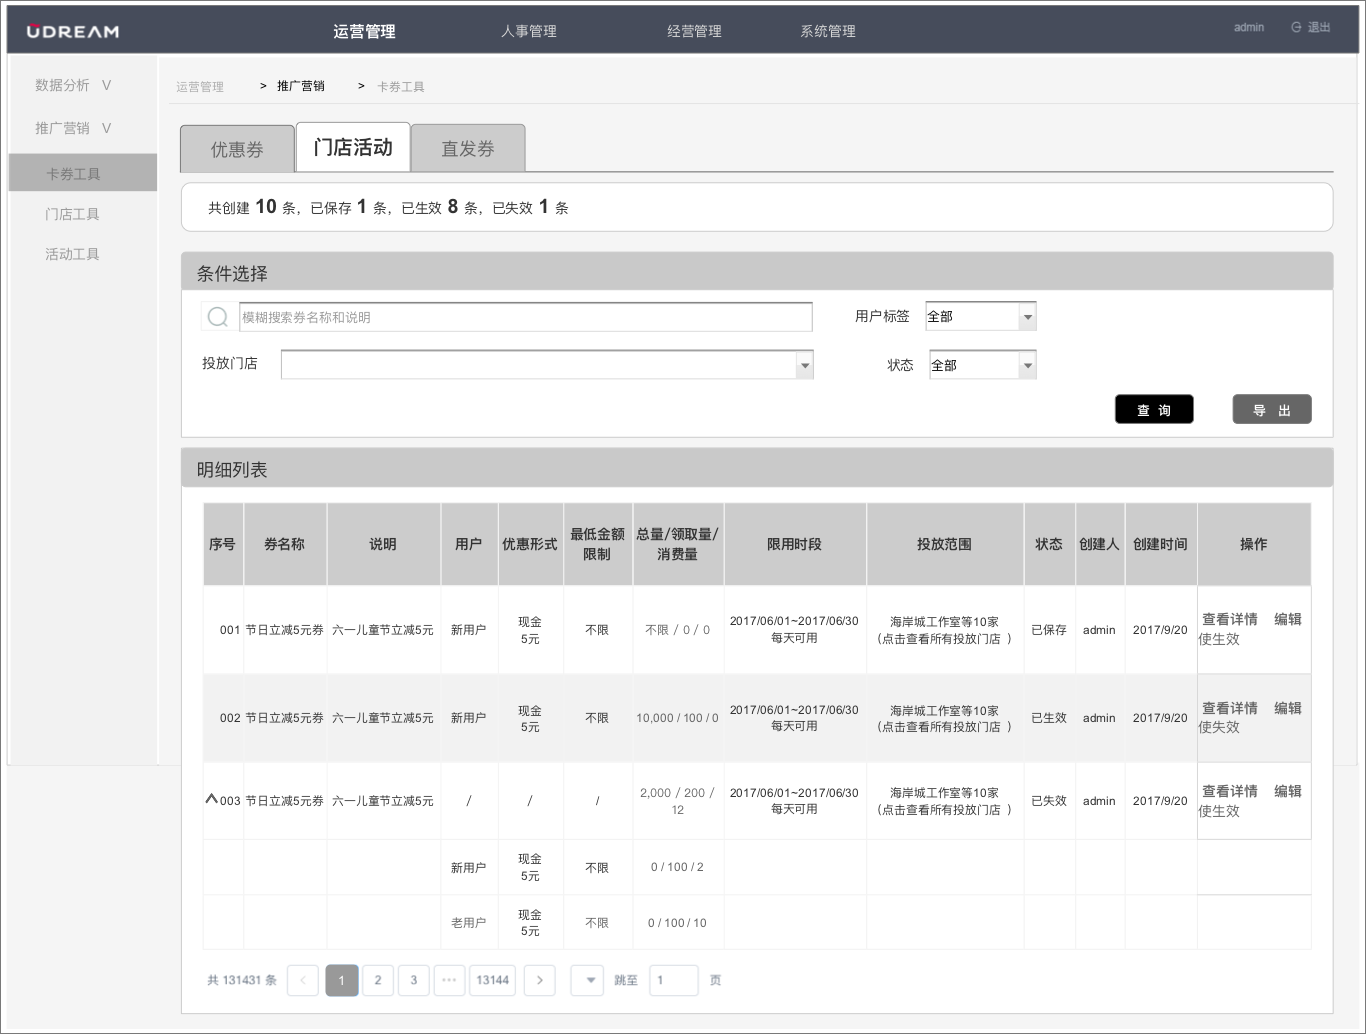 UDREAM 运营管理 人事管理 经营管理 系统管理 admin 退出
数据分析 V
推广营销 V
卡券工具
门店工具
活动工具
运营管理 > 推广营销 > 卡券工具
优惠券 门店活动 直发券
共创建 10 条, 已保存 1 条, 已生效 8 条, 已失效 1 条
条件选择
模糊搜索券名称和说明 用户标签 全部
投放门店 状态 全部
查 询 导 出
明细列表
序号 券名称 说明 用户 优惠形式 最低金额限制 总量/领取量/消费量 限用时段 投放范围 状态 创建人 创建时间 操作
001 节日立减5元券 六一儿童节立减5元 新用户 现金 5元 不限 不限 / 0 / 0 2017/06/01~2017/06/30 每天可用 海岸城工作室等10家 (点击查看所有投放门店 ) 已保存 admin 2017/9/20 查看详情 编辑 使生效
002 节日立减5元券 六一儿童节立减5元 新用户 现金 5元 不限 10,000 / 100 / 0 2017/06/01~2017/06/30 每天可用 海岸城工作室等10家 (点击查看所有投放门店 ) 已生效 admin 2017/9/20 查看详情 编辑 使失效
003 节日立减5元券 六一儿童节立减5元 / / / 2,000 / 200 / 12 2017/06/01~2017/06/30 每天可用 海岸城工作室等10家 (点击查看所有投放门店 ) 已失效 admin 2017/9/20 查看详情 编辑 使生效
新用户 现金 5元 不限 0 / 100 / 2
老用户 现金 5元 不限 0 / 100 / 10
共 131431 条 < 1 2 3 ··· 13144 > 跳至 1 页